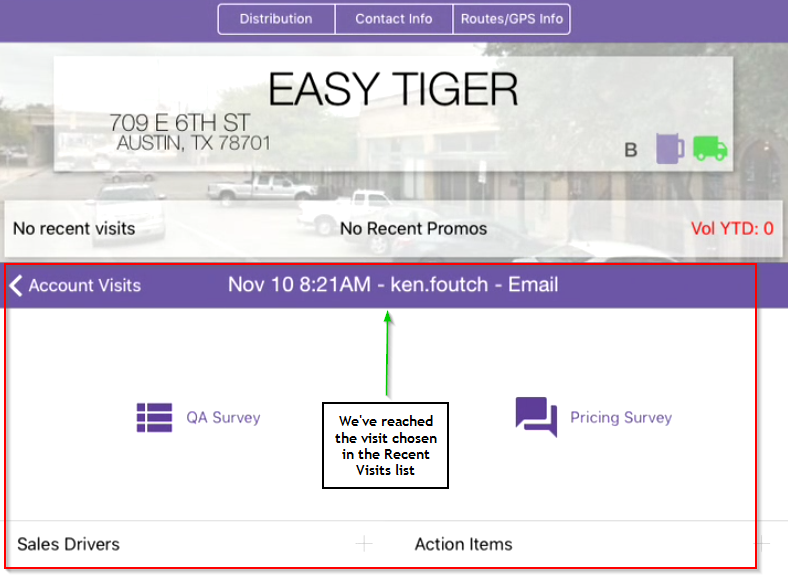 Distribution Contact Info Routes/GPS Info
EASY TIGER
709 E 6TH ST
AUSTIN, TX 78701
B
No recent visits No Recent Promos Vol YTD: 0
Account Visits Nov 10 8:21AM - ken.foutch - Email
QA Survey Pricing Survey
We've reached
the visit chosen
in the Recent
Visits list
Sales Drivers + Action Items +